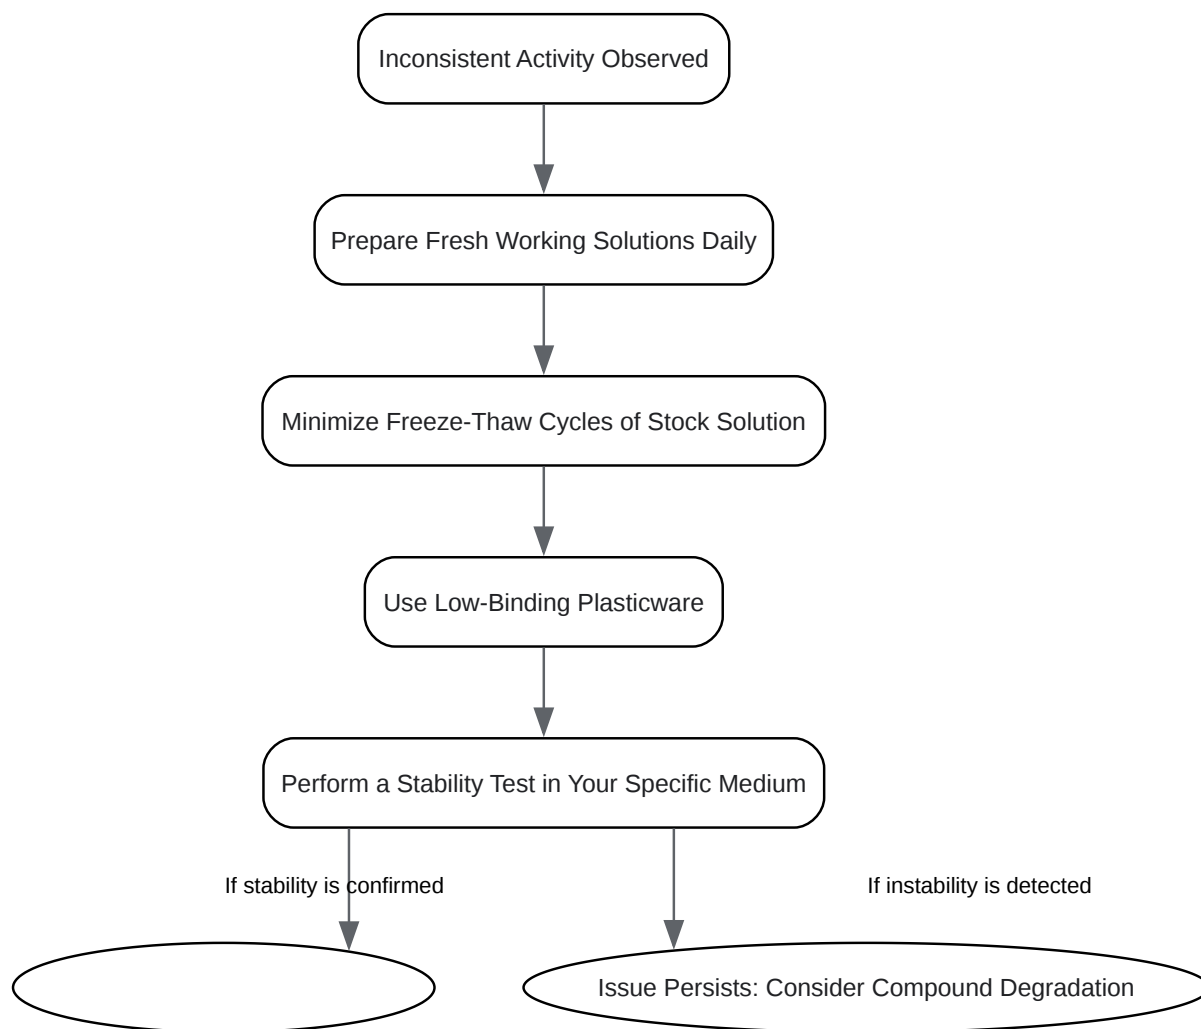 Inconsistent Activity Observed
Prepare Fresh Working Solutions Daily
Minimize Freeze-Thaw Cycles of Stock Solution
Use Low-Binding Plasticware
Perform a Stability Test in Your Specific Medium
If stability is confirmed
If instability is detected
Issue Persists: Consider Compound Degradation